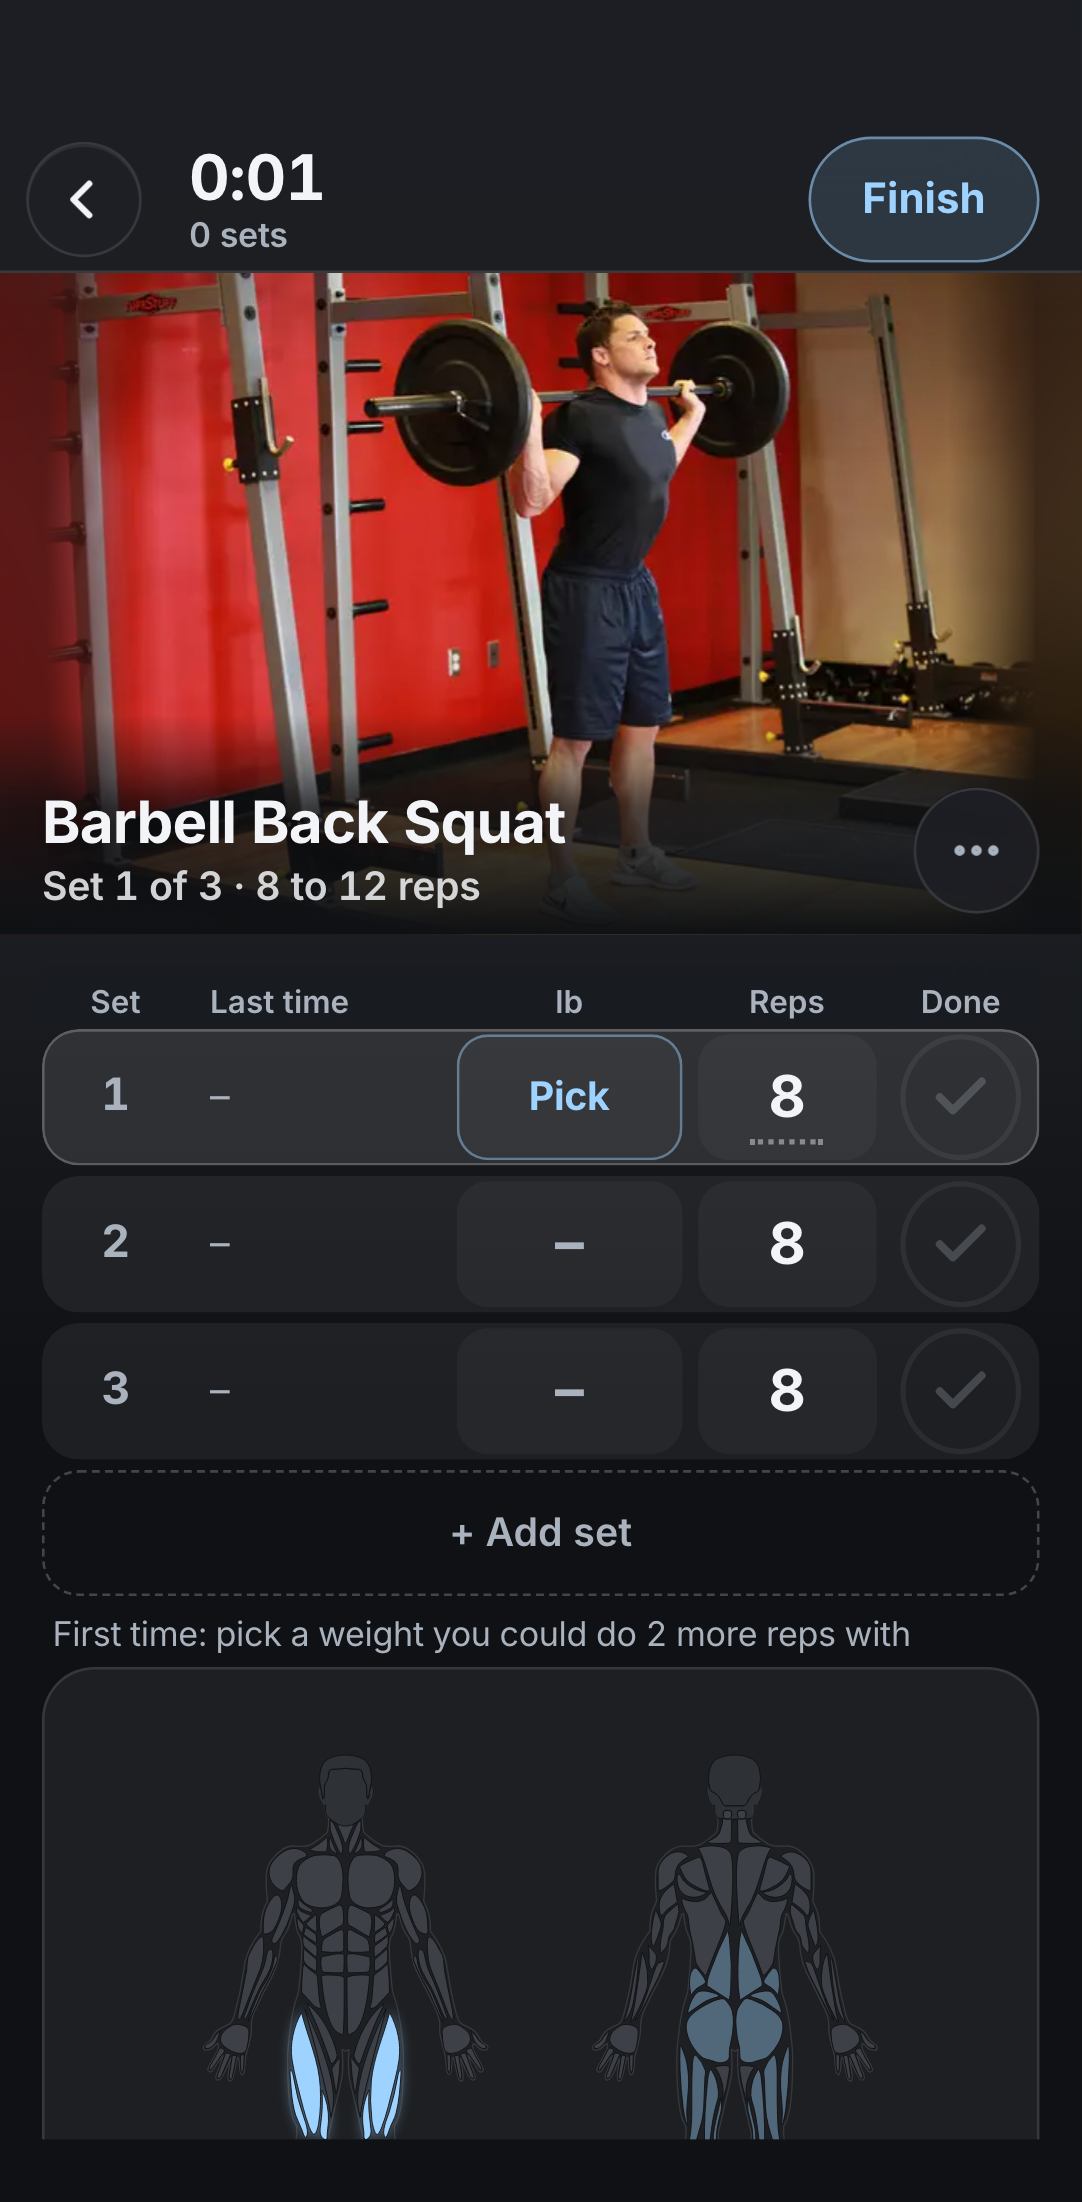 0:01
0 sets
Finish
Barbell Back Squat
Set 1 of 3 · 8 to 12 reps
Set Last time lb Reps Done
1 – Pick 8
2 – – 8
3 – – 8
+ Add set
First time: pick a weight you could do 2 more reps with